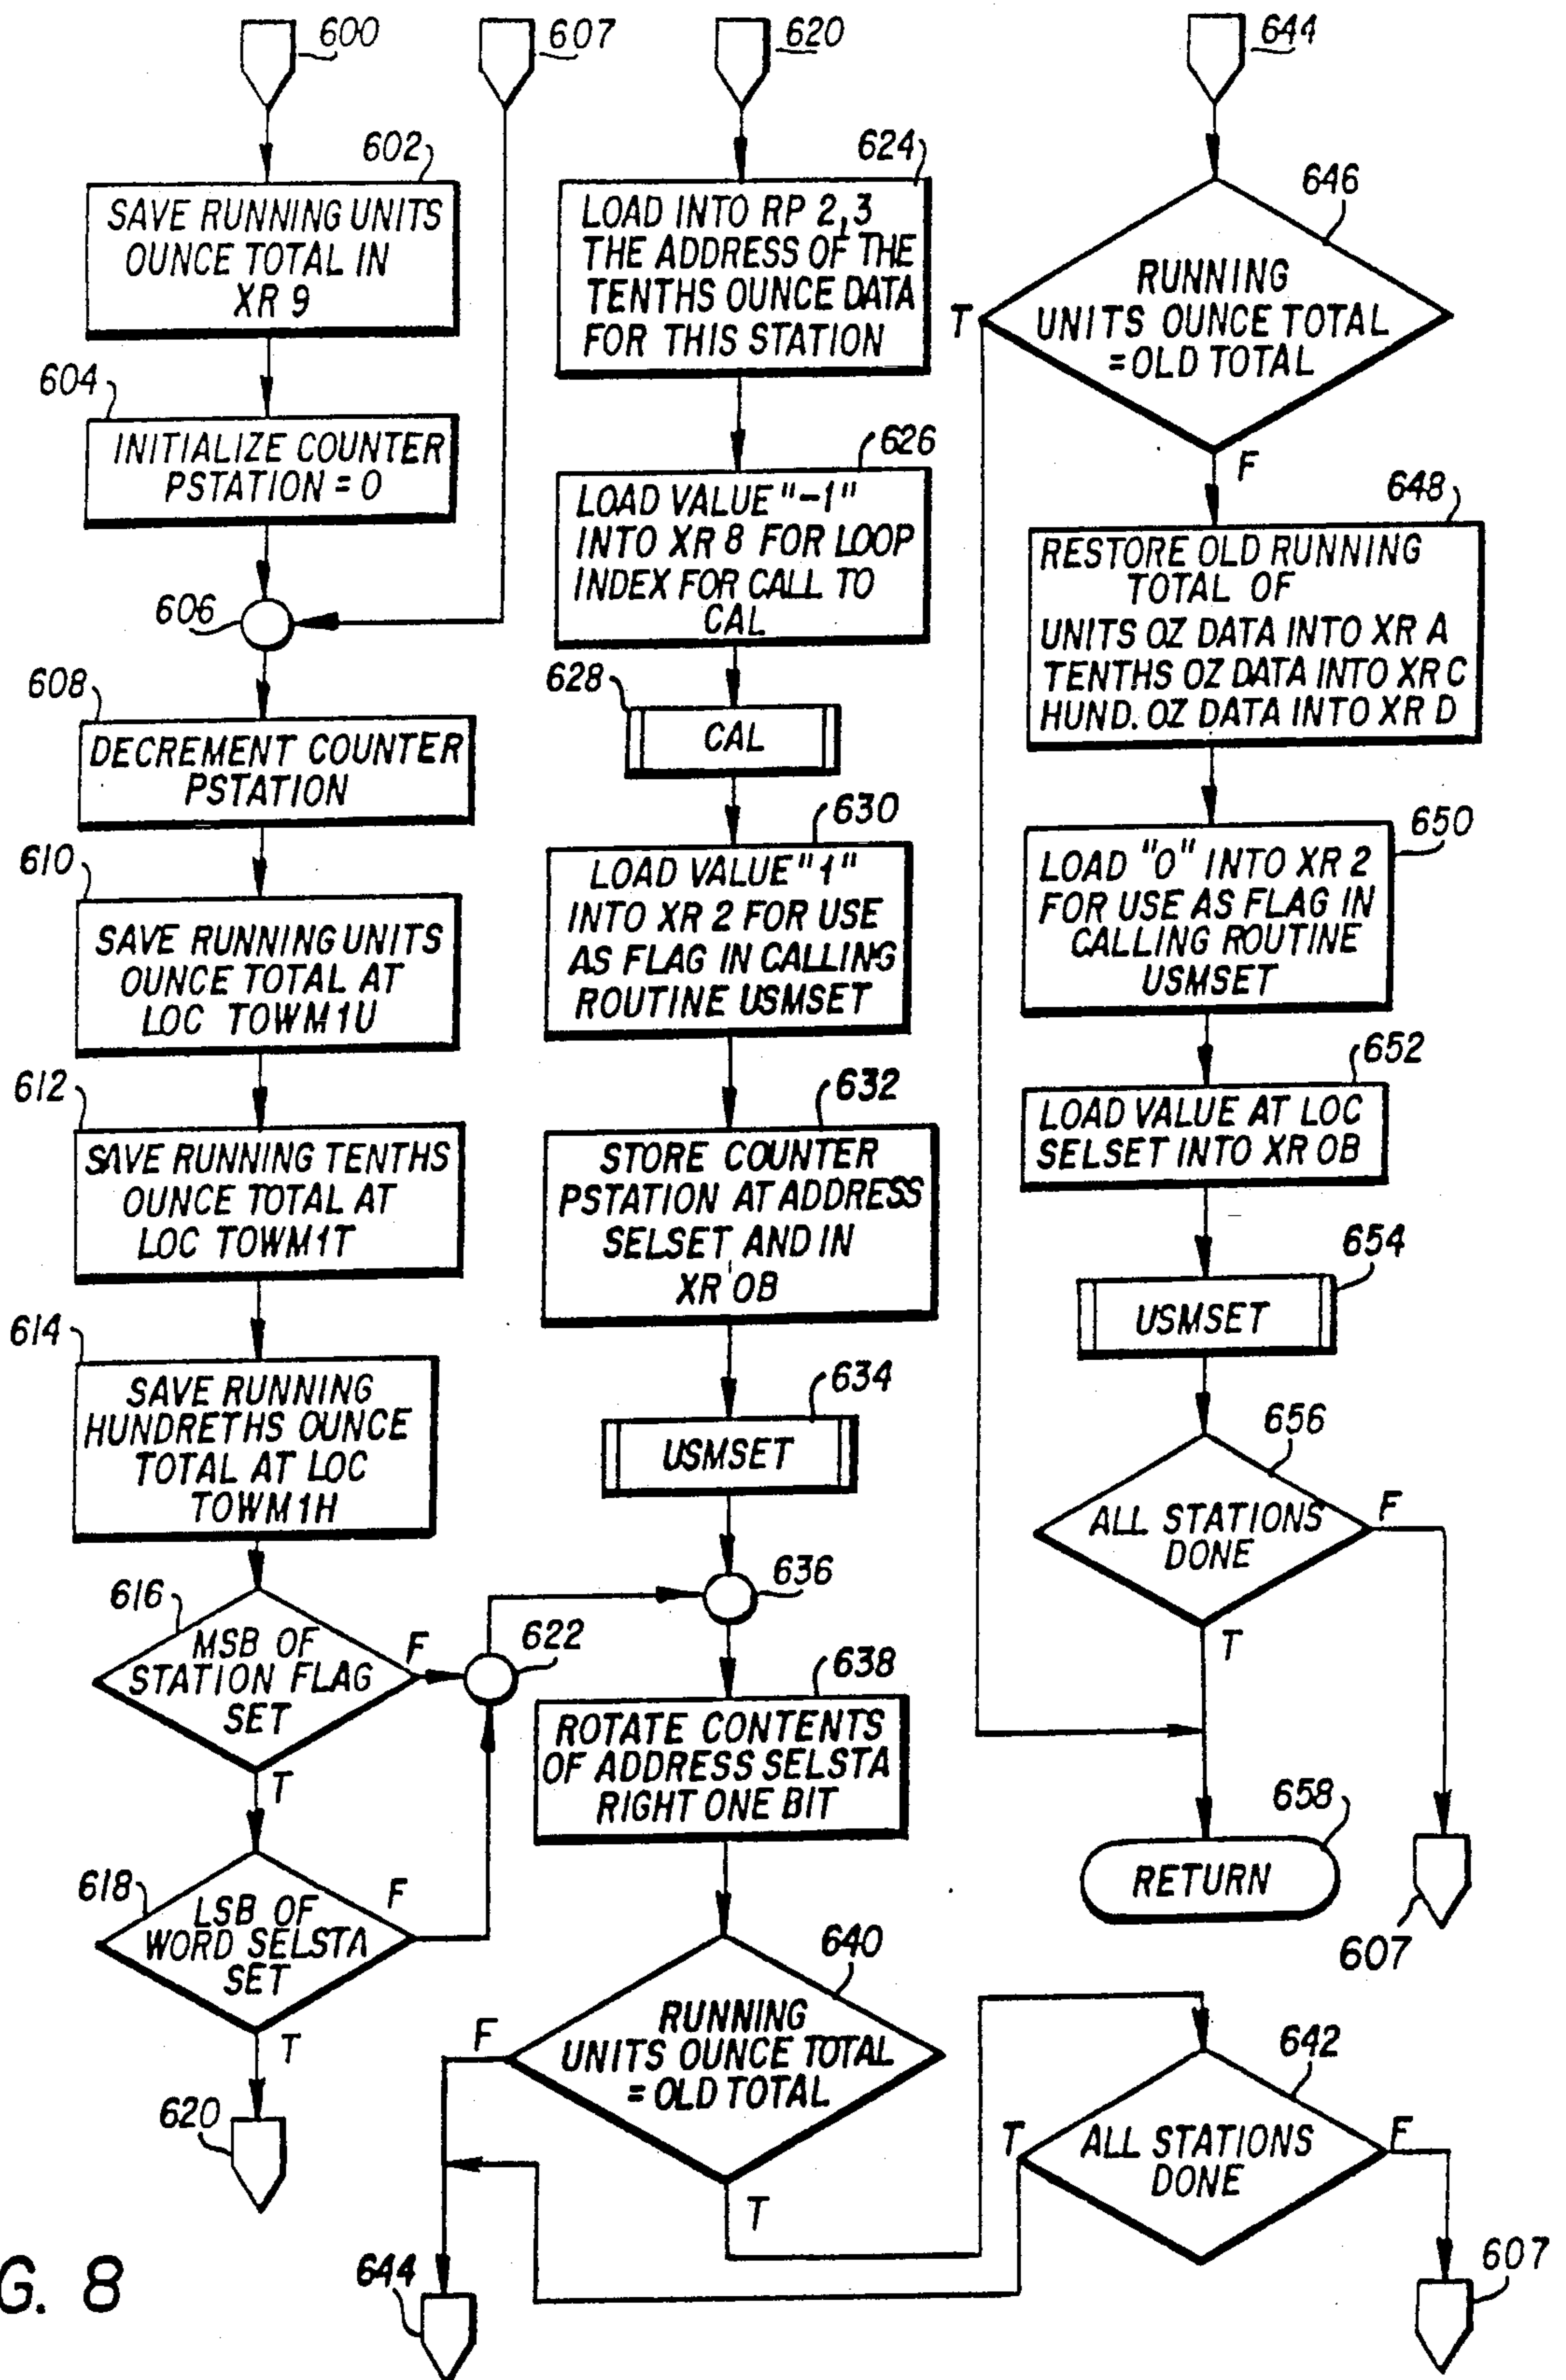 600
602
SAVE RUNNING UNITS
OUNCE TOTAL IN
XR 9
604
INITIALIZE COUNTER
PSTATION = 0
606
607
608
DECREMENT COUNTER
PSTATION
610
SAVE RUNNING UNITS
OUNCE TOTAL AT
LOC TOWM1U
612
SAVE RUNNING TENTHS
OUNCE TOTAL AT
LOC TOWM1T
614
SAVE RUNNING
HUNDRETHS OUNCE
TOTAL AT LOC
TOWM1H
616
MSB OF
STATION FLAG
SET
F
T
622
618
LSB OF
WORD SELSTA
SET
F
T
620
620
624
LOAD INTO RP 2,3
THE ADDRESS OF THE
TENTHS OUNCE DATA
FOR THIS STATION
626
LOAD VALUE "-1"
INTO XR 8 FOR LOOP
INDEX FOR CALL TO
CAL
628
CAL
630
LOAD VALUE "1"
INTO XR 2 FOR USE
AS FLAG IN CALLING
ROUTINE USMSET
632
STORE COUNTER
PSTATION AT ADDRESS
SELSET AND IN
XR 0B
634
USMSET
636
638
ROTATE CONTENTS
OF ADDRESS SELSTA
RIGHT ONE BIT
640
RUNNING
UNITS OUNCE TOTAL
= OLD TOTAL
F
T
644
642
ALL STATIONS
DONE
T
F
607
644
646
RUNNING
UNITS OUNCE TOTAL
= OLD TOTAL
T
F
648
RESTORE OLD RUNNING
TOTAL OF
UNITS OZ DATA INTO XR A
TENTHS OZ DATA INTO XR C
HUND. OZ DATA INTO XR D
650
LOAD "0" INTO XR 2
FOR USE AS FLAG IN
CALLING ROUTINE
USMSET
652
LOAD VALUE AT LOC
SELSET INTO XR 0B
654
USMSET
656
ALL STATIONS
DONE
F
T
658
RETURN
607
G. 8